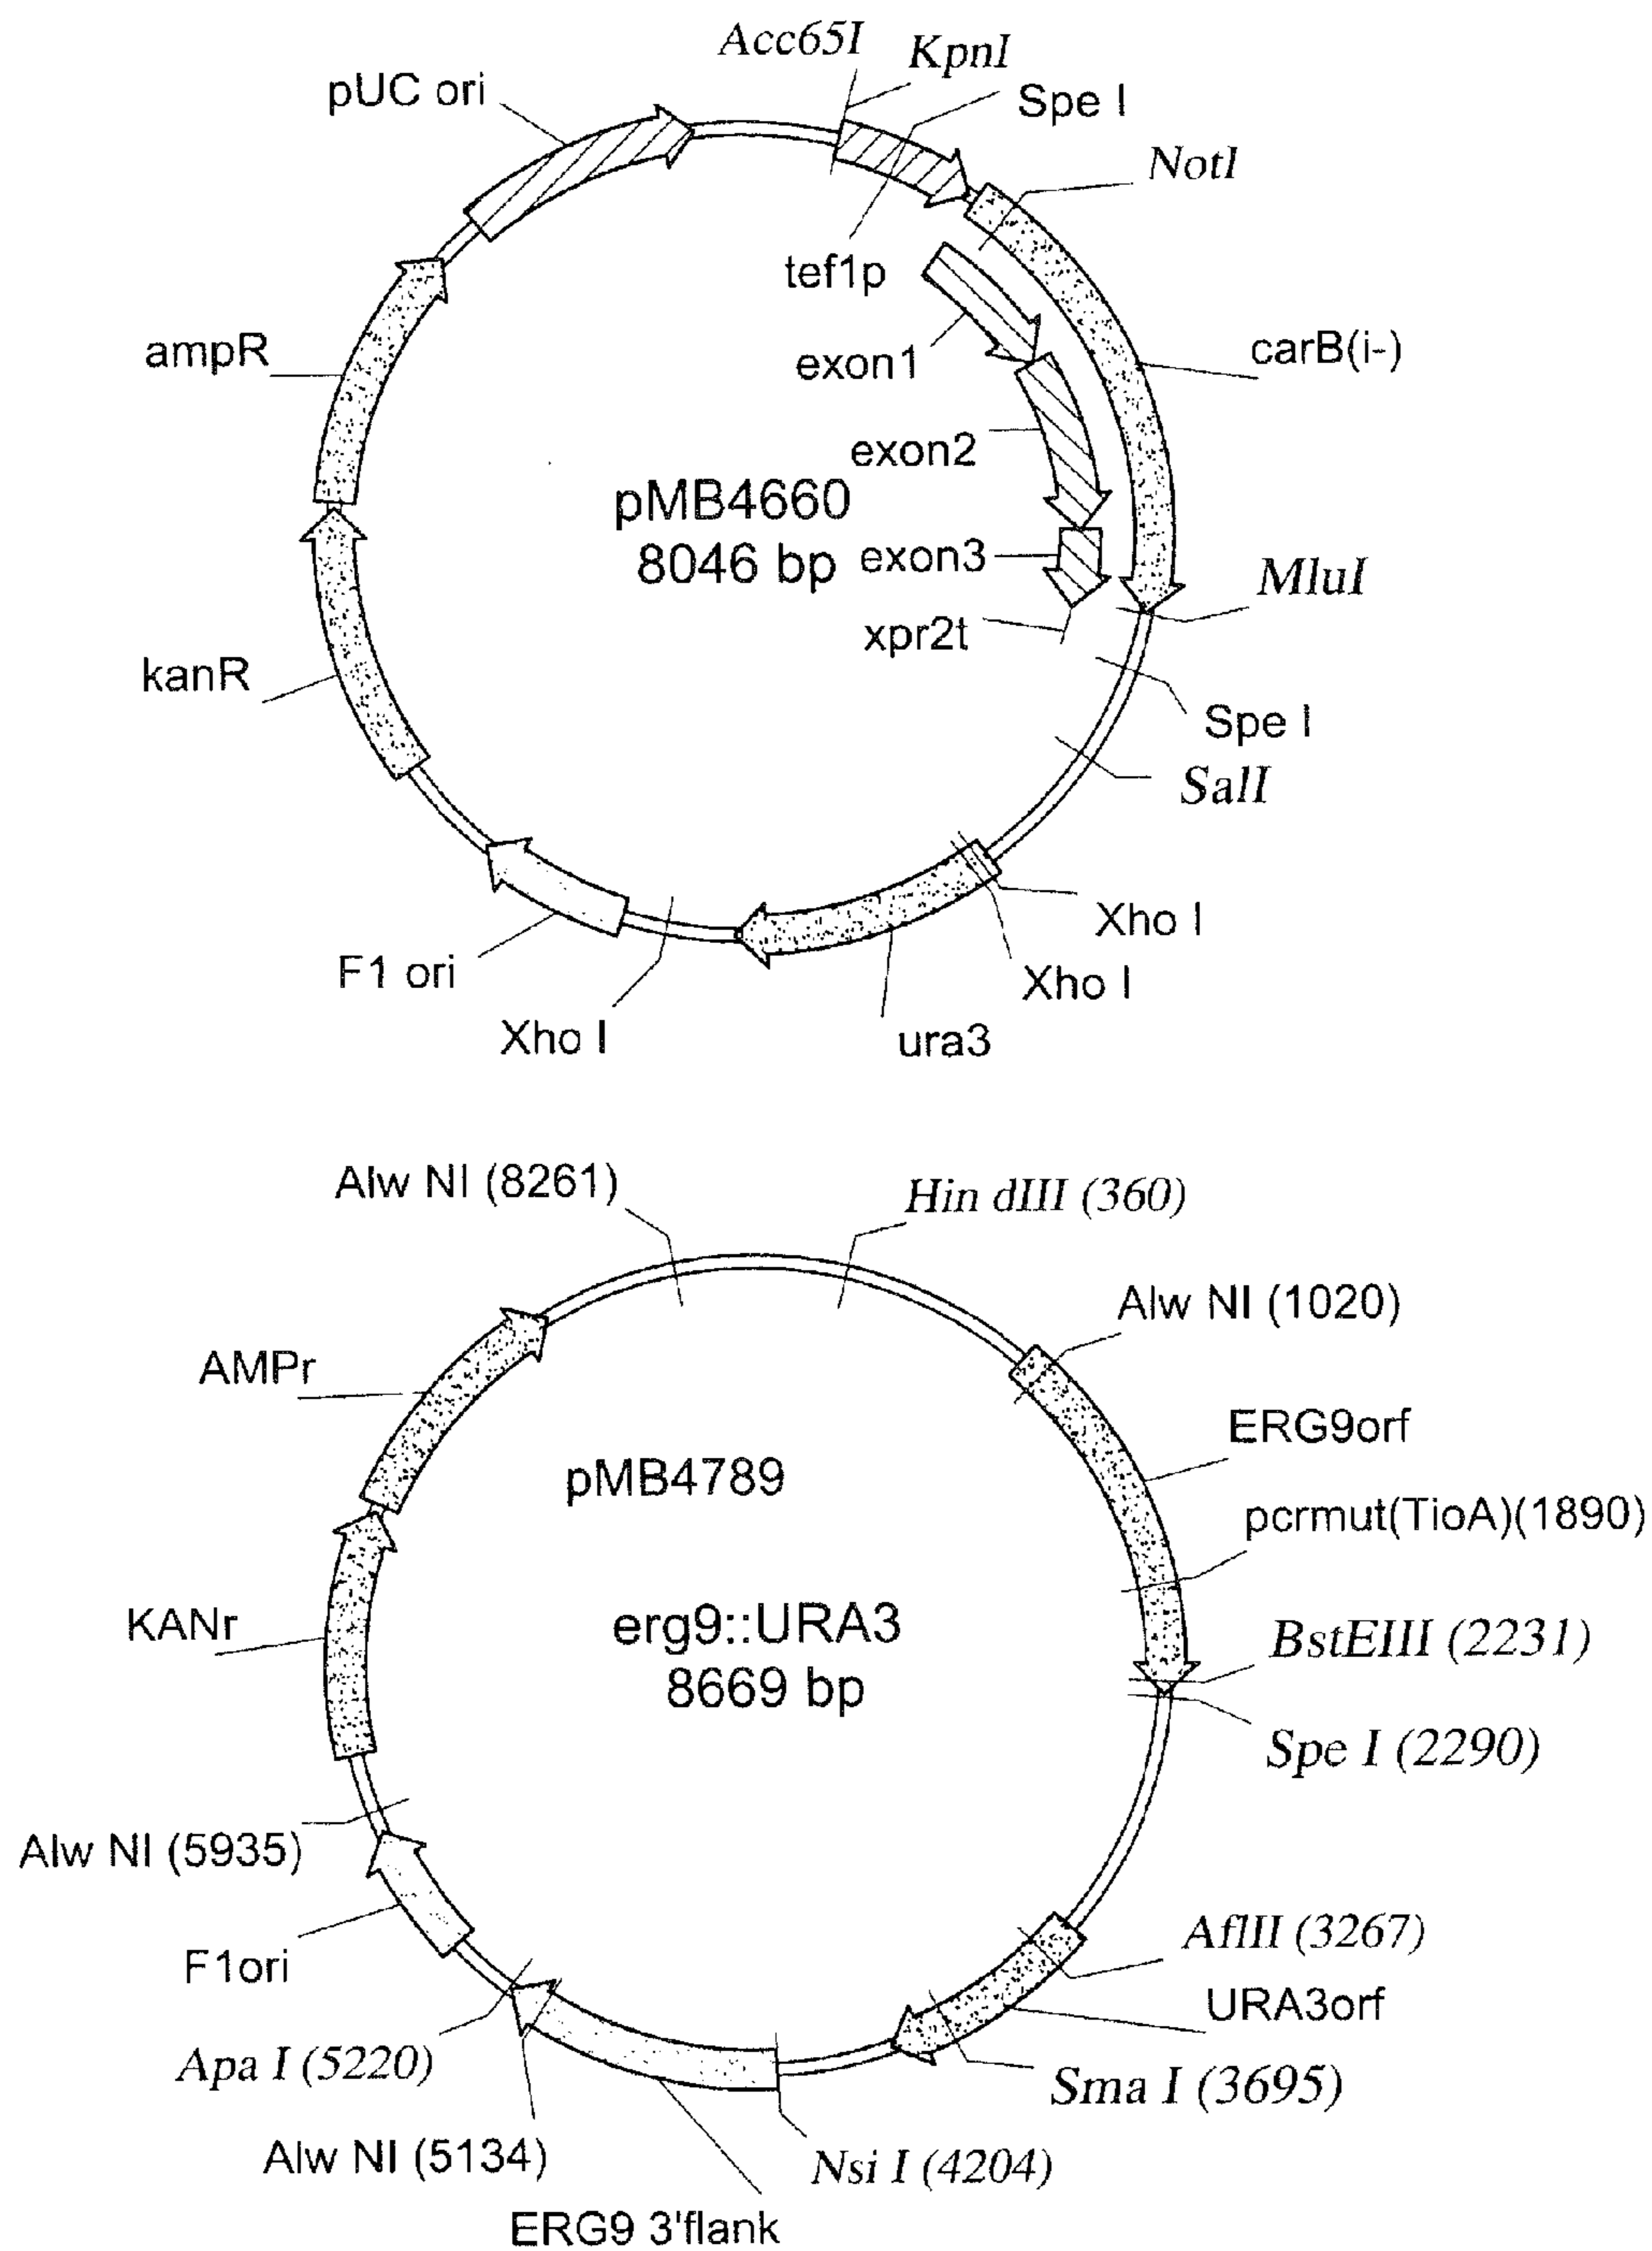 Acc65I
KpnI
pUC ori
Spe I
NotI
tef1p
ampR
exon1
carB(i-)
exon2
pMB4660
8046 bp
exon3
MluI
xpr2t
kanR
Spe I
SalI
Xho I
F1 ori
Xho I
Xho I
ura3
Alw NI (8261)
Hin dIII (360)
Alw NI (1020)
AMPr
ERG9orf
pMB4789
pcrmut(TioA)(1890)
KANr
erg9::URA3
BstEIII (2231)
8669 bp
Spe I (2290)
Alw NI (5935)
AflII (3267)
F1ori
URA3orf
Apa I (5220)
Sma I (3695)
Alw NI (5134)
Nsi I (4204)
ERG9 3'flank